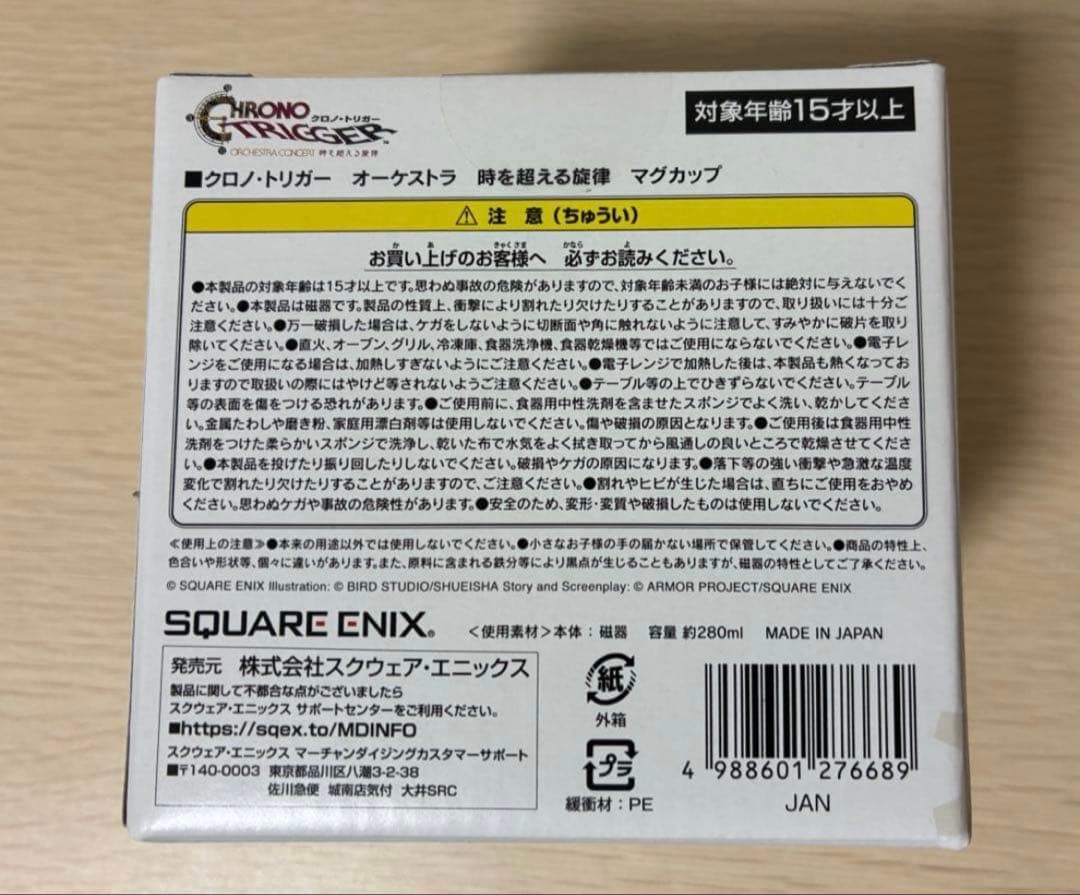 CHRONO
クロノ・トリガー
TRIGGER™
ORCHESTRA CONCERT 時を超える旋律
対象年齢15才以上
■クロノ・トリガー オーケストラ 時を超える旋律 マグカップ
⚠ 注 意(ちゅうい)
お買い上げのお客様へ 必ずお読みください。
か あ きゃくさま かなら よ
●本製品の対象年齢は15才以上です。思わぬ事故の危険がありますので、対象年齢未満のお子様には絶対に与えないでく
ださい。●本製品は磁器です。製品の性質上、衝撃により割れたり欠けたりすることがありますので、取り扱いには十分ご
注意ください。●万一破損した場合は、ケガをしないように切断面や角に触れないように注意して、すみやかに破片を取り
除いてください。●直火、オーブン、グリル、冷凍庫、食器洗浄機、食器乾燥機等ではご使用にならないでください。●電子レ
ンジをご使用になる場合は、加熱しすぎないようにご注意ください。●電子レンジで加熱した後は、本製品も熱くなってお
りますので取扱いの際にはやけど等されないようご注意ください。●テーブル等の上でひきずらないでください。テーブル
等の表面を傷をつける恐れがあります。●ご使用前に、食器用中性洗剤を含ませたスポンジでよく洗い、乾かしてくださ
い。金属たわしや磨き粉、家庭用漂白剤等は使用しないでください。傷や破損の原因となります。●ご使用後は食器用中性
洗剤をつけた柔らかいスポンジで洗浄し、乾いた布で水気をよく拭き取ってから風通しの良いところで乾燥させてくださ
い。●本製品を投げたり振り回したりしないでください。破損やケガの原因になります。●落下等の強い衝撃や急激な温度
変化で割れたり欠けたりすることがありますので、ご注意ください。●割れやヒビが生じた場合は、直ちにご使用をおやめ
ください。思わぬケガや事故の危険性があります。●安全のため、変形・変質や破損したものは使用しないでください。
≪使用上の注意≫●本来の用途以外では使用しないでください。●小さなお子様の手の届かない場所で保管してください。●商品の特性上、
色合いや形状等、個々に違いがあります。また、原料に含まれる鉄分等により黒点が生じることもありますが、磁器の特性としてご了承ください。
© SQUARE ENIX Illustration: © BIRD STUDIO/SHUEISHA Story and Screenplay: © ARMOR PROJECT/SQUARE ENIX
SQUARE ENIX® <使用素材>本体:磁器 容量 約280ml MADE IN JAPAN
発売元 株式会社スクウェア・エニックス
製品に関して不都合な点がございましたら
スクウェア・エニックス サポートセンターをご利用ください。
■https://sqex.to/MDINFO
スクウェア・エニックス マーチャンダイジングカスタマーサポート
■〒140-0003 東京都品川区八潮3-2-38
佐川急便 城南店気付 大井SRC
紙
外箱
プラ
緩衝材:PE
4 988601 276689
JAN